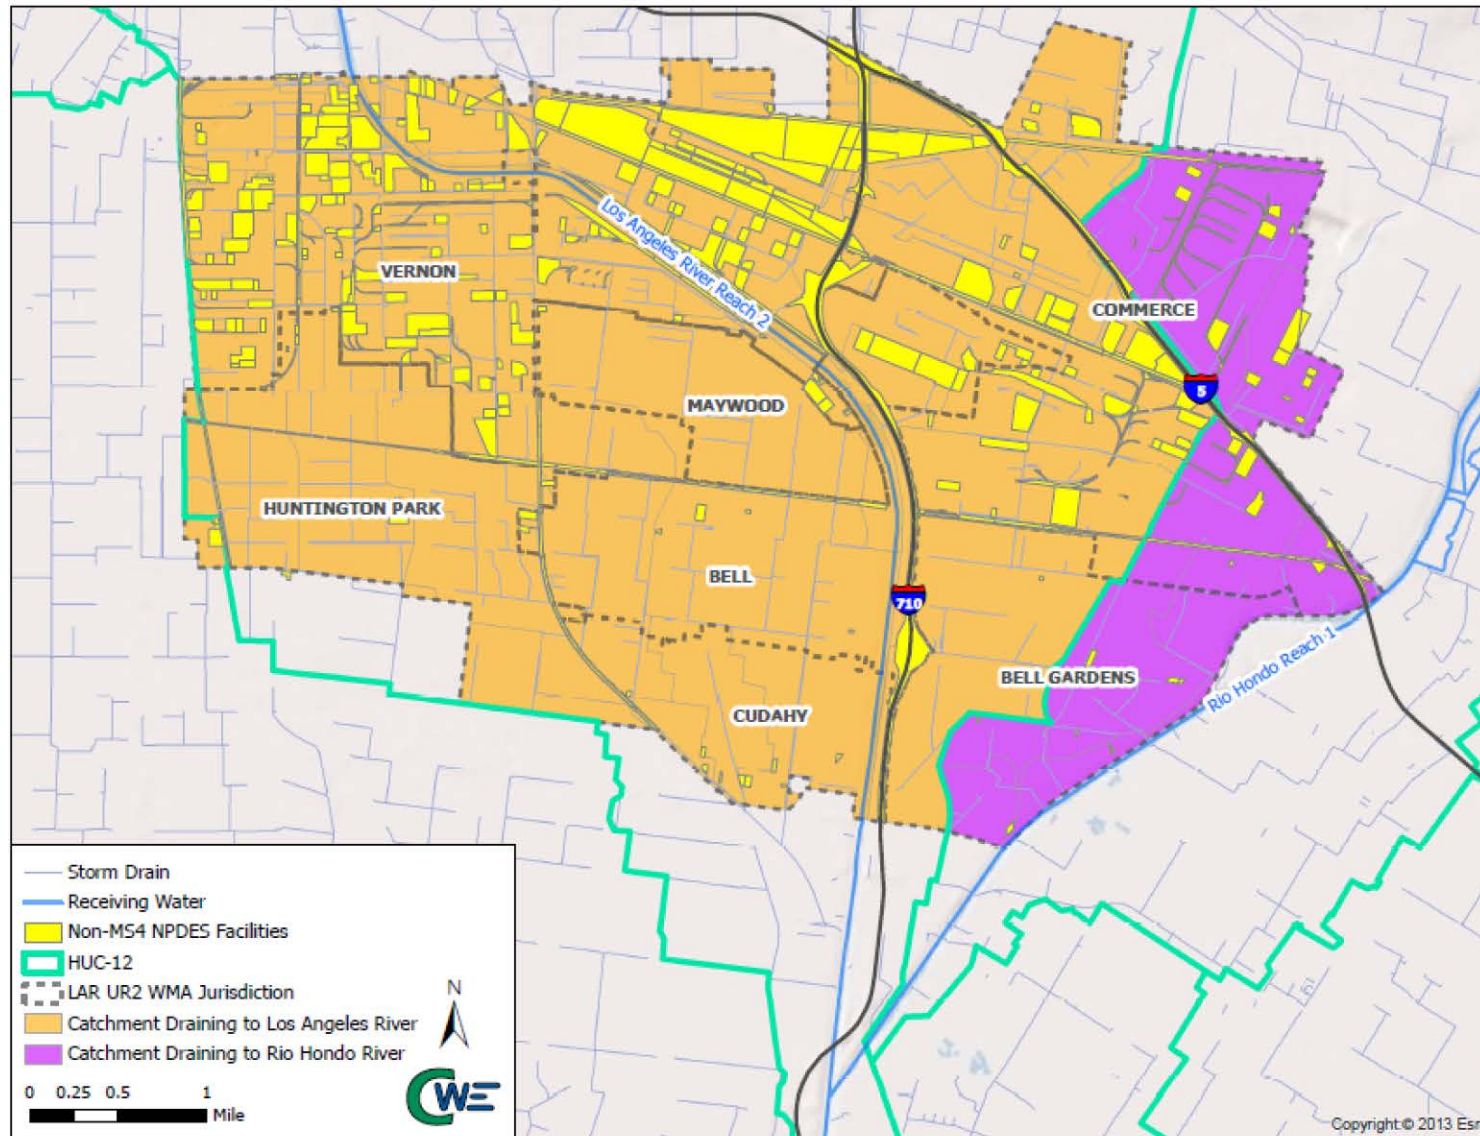 Los Angeles River Reach 2
VERNON
COMMERCE
5
MAYWOOD
HUNTINGTON PARK
BELL
710
BELL GARDENS
Rio Hondo Reach 1
CUDAHY
Storm Drain
Receiving Water
Non-MS4 NPDES Facilities
HUC-12
LAR UR2 WMA Jurisdiction
N
Catchment Draining to Los Angeles River
Catchment Draining to Rio Hondo River
0 0.25 0.5 1
Mile
CWE
Copyright:© 2013 Esr